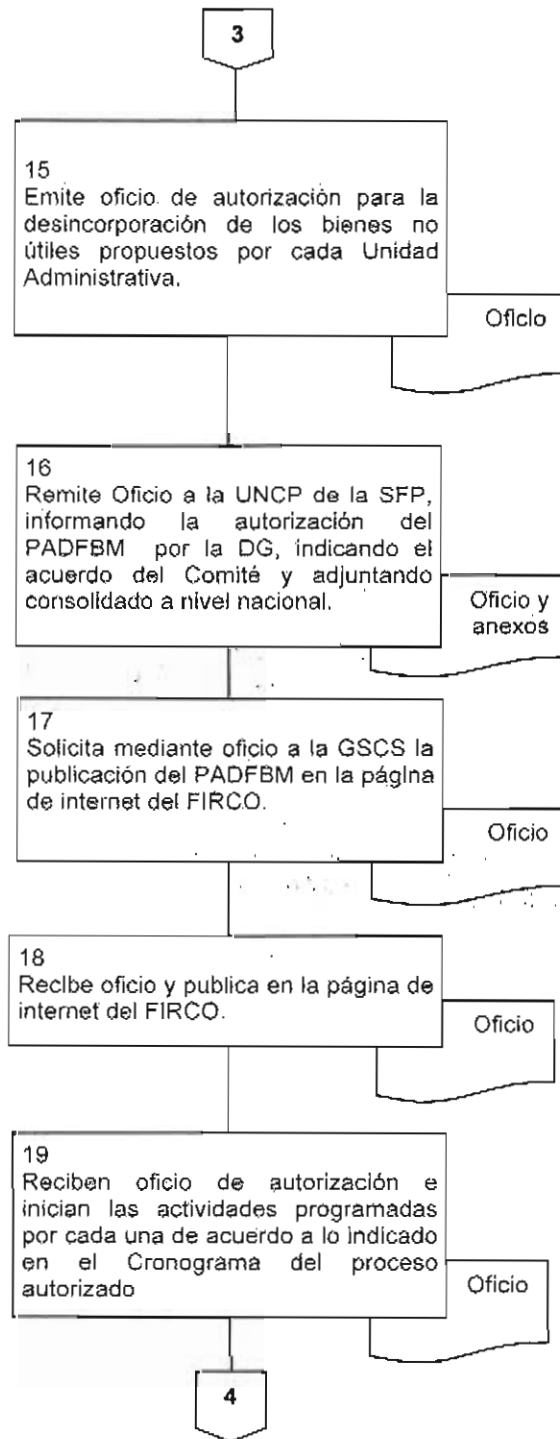 3
15
Emite oficio de autorización para la
desincorporación de los bienes no
útiles propuestos por cada Unidad
Administrativa.
Oficio
16
Remite Oficio a la UNCP de la SFP,
informando la autorización del
PADFBM por la DG, indicando el
acuerdo del Comité y adjuntando
consolidado a nivel nacional.
Oficio y
anexos
17
Solicita mediante oficio a la GSCS la
publicación del PADFBM en la página
de internet del FIRCO.
Oficio
18
Recibe oficio y publica en la página de
internet del FIRCO.
Oficio
19
Reciben oficio de autorización e
inician las actividades programadas
por cada una de acuerdo a lo indicado
en el Cronograma del proceso
autorizado
Oficio
4